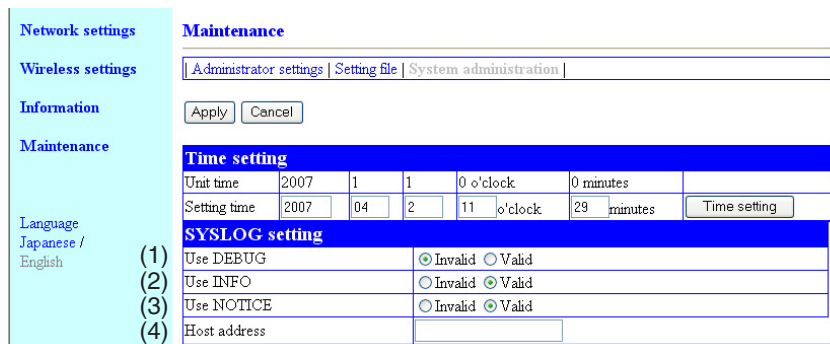 Network settings
Wireless settings
Information
Maintenance
Language
Japanese /
English
Maintenance
| Administrator settings | Setting file | System administration |
Apply Cancel
Time setting
Unit time 2007 1 1 0 o'clock 0 minutes
Setting time 2007 04 2 11 o'clock 29 minutes Time setting
SYSLOG setting
(1) Use DEBUG Invalid Valid
(2) Use INFO Invalid Valid
(3) Use NOTICE Invalid Valid
(4) Host address